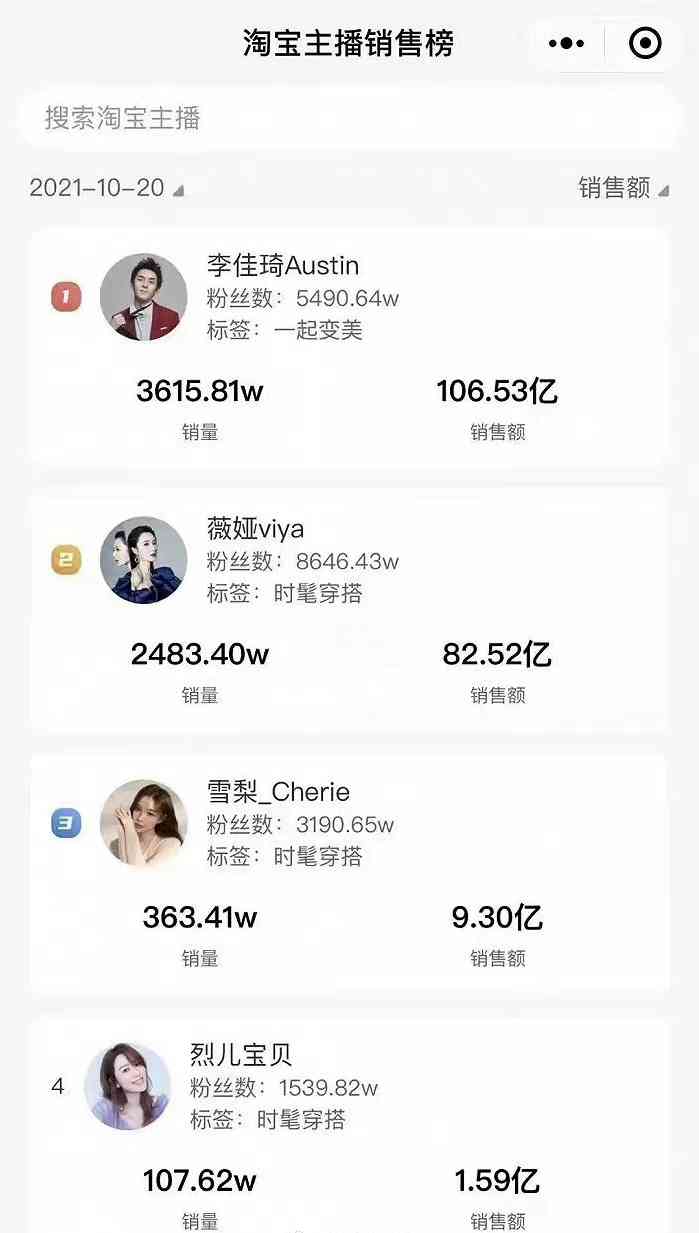 淘宝主播销售榜
搜索淘宝主播
2021-10-20 销售额
1
李佳琦Austin
粉丝数：5490.64w
标签：一起变美
3615.81w 106.53亿
销量 销售额
2
薇娅viya
粉丝数：8646.43w
标签：时髦穿搭
2483.40w 82.52亿
销量 销售额
3
雪梨_Cherie
粉丝数：3190.65w
标签：时髦穿搭
363.41w 9.30亿
销量 销售额
4
烈儿宝贝
粉丝数：1539.82w
标签：时髦穿搭
107.62w 1.59亿
销量 销售额